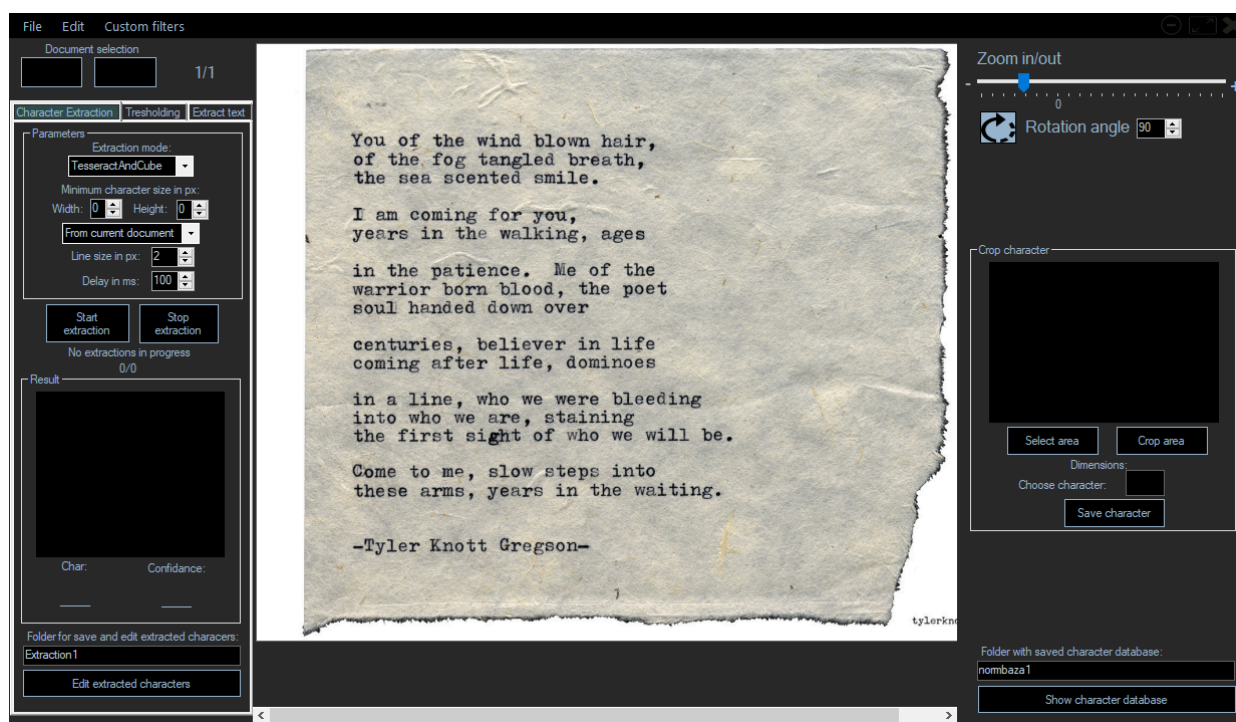 File Edit Custom filters
Document selection
1/1
Character Extraction Tresholding Extract text
Parameters
Extraction mode:
TesseractAndCube
Minimum character size in px:
Width: 0 Height: 0
From current document
Line size in px: 2
Delay in ms: 100
Start extraction
Stop extraction
No extractions in progress
0/0
Result
Char: Confidance:
Folder for save and edit extracted characers:
Extraction1
Edit extracted characters
You of the wind blown hair,
of the fog tangled breath,
the sea scented smile.
I am coming for you,
years in the walking, ages
in the patience. Me of the
warrior born blood, the poet
soul handed down over
centuries, believer in life
coming after life, dominoes
in a line, who we were bleeding
into who we are, staining
the first sight of who we will be.
Come to me, slow steps into
these arms, years in the waiting.
-Tyler Knott Gregson-
tylerkno
Zoom in/out
- +
0
Rotation angle 90
Crop character
Select area Crop area
Dimensions:
Choose character:
Save character
Folder with saved character database:
normbaza1
Show character database